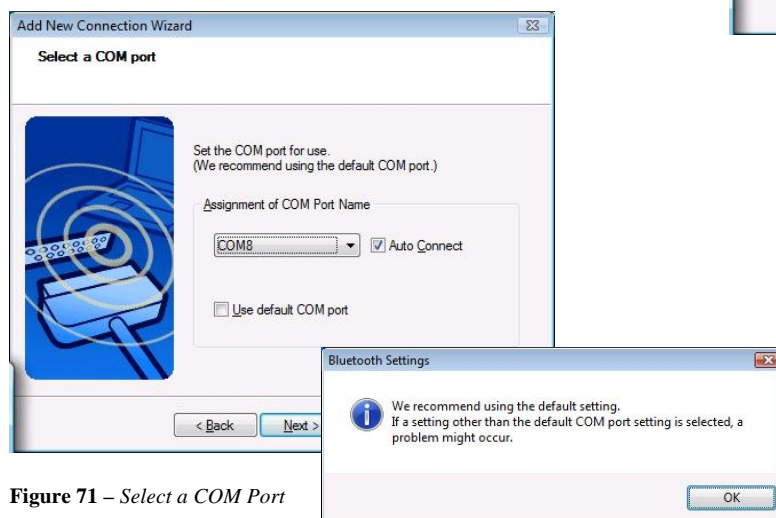 Add New Connection Wizard
Select a COM port
Set the COM port for use.
(We recommend using the default COM port.)
Assignment of COM Port Name
COM8
Auto Connect
Use default COM port
< Back
Next >
Bluetooth Settings
We recommend using the default setting.
If a setting other than the default COM port setting is selected, a
problem might occur.
OK
Figure 71 – Select a COM Port